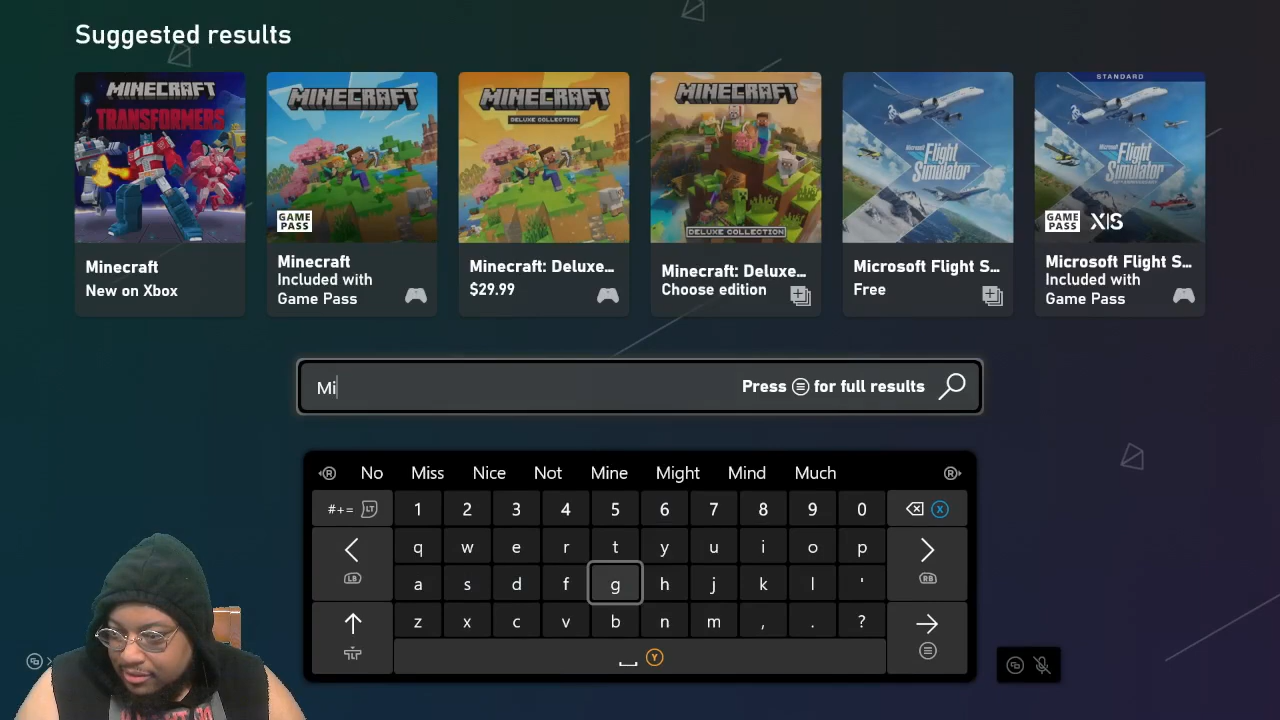 Suggested results
MINECRAFT
TRANSFORMERS
Minecraft
New on Xbox
MINECRAFT
GAME
PASS
Minecraft
Included with
Game Pass
MINECRAFT
DELUXE COLLECTION
Minecraft: Deluxe...
$29.99
MINECRAFT
DELUXE COLLECTION
Minecraft: Deluxe...
Choose edition
Microsoft
Flight
Simulator
Microsoft Flight S...
Free
STANDARD
Microsoft
Flight
Simulator
GAME
PASS
X|S
Microsoft Flight S...
Included with
Game Pass
Mi
Press for full results
R No Miss Nice Not Mine Might Mind Much R
#+= LT 1 2 3 4 5 6 7 8 9 0 X
LB q w e r t y u i o p RB
a s d f g h j k l '
z x c v b n m , . ?
Y